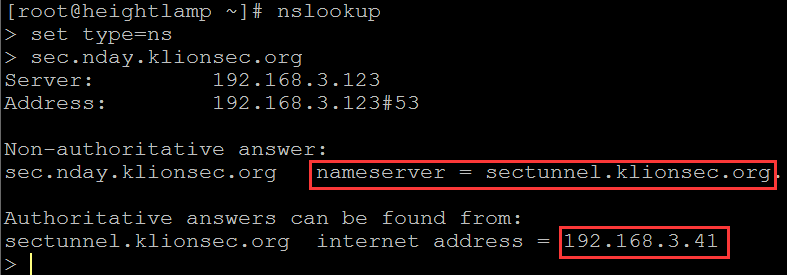 [root@heightlamp ~]# nslookup
> set type=ns
> sec.nday.klionsec.org
Server: 192.168.3.123
Address: 192.168.3.123#53
Non-authoritative answer:
sec.nday.klionsec.org nameserver = sectunnel.klionsec.org.
Authoritative answers can be found from:
sectunnel.klionsec.org internet address = 192.168.3.41
>